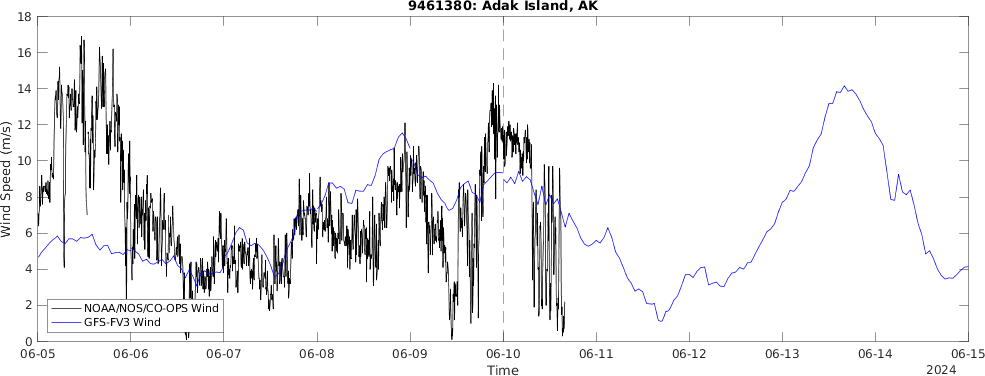 9461380: Adak Island, AK
Wind Speed (m/s)
18
16
14
12
10
8
6
4
2
0
NOAA/NOS/CO-OPS Wind
GFS-FV3 Wind
06-05 06-06 06-07 06-08 06-09 06-10 06-11 06-12 06-13 06-14 06-15
Time
2024